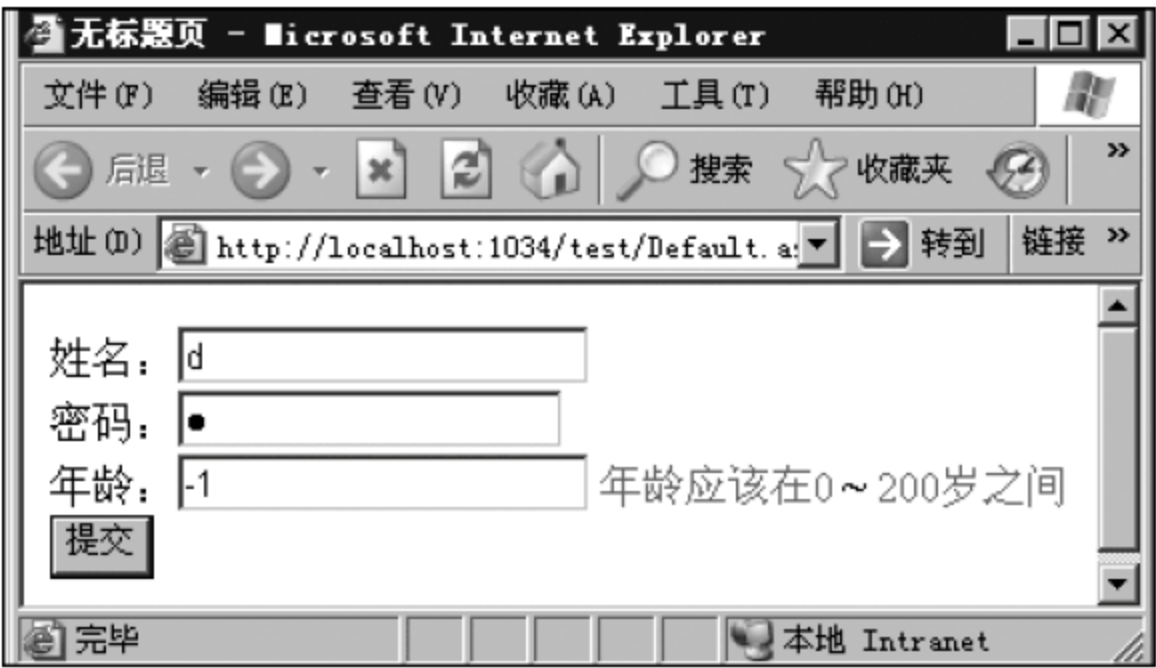 无标题页 - Microsoft Internet Explorer
文件(F) 编辑(E) 查看(V) 收藏(A) 工具(T) 帮助(H)
后退 搜索 收藏夹 »
地址(D) http://localhost:1034/test/Default.a 转到 链接 »
姓名：d
密码：●
年龄：-1 年龄应该在0～200岁之间
提交
完毕 本地 Intranet